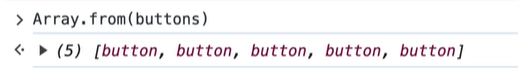 > Array.from(buttons)
<· ▶ (5) [button, button, button, button, button]